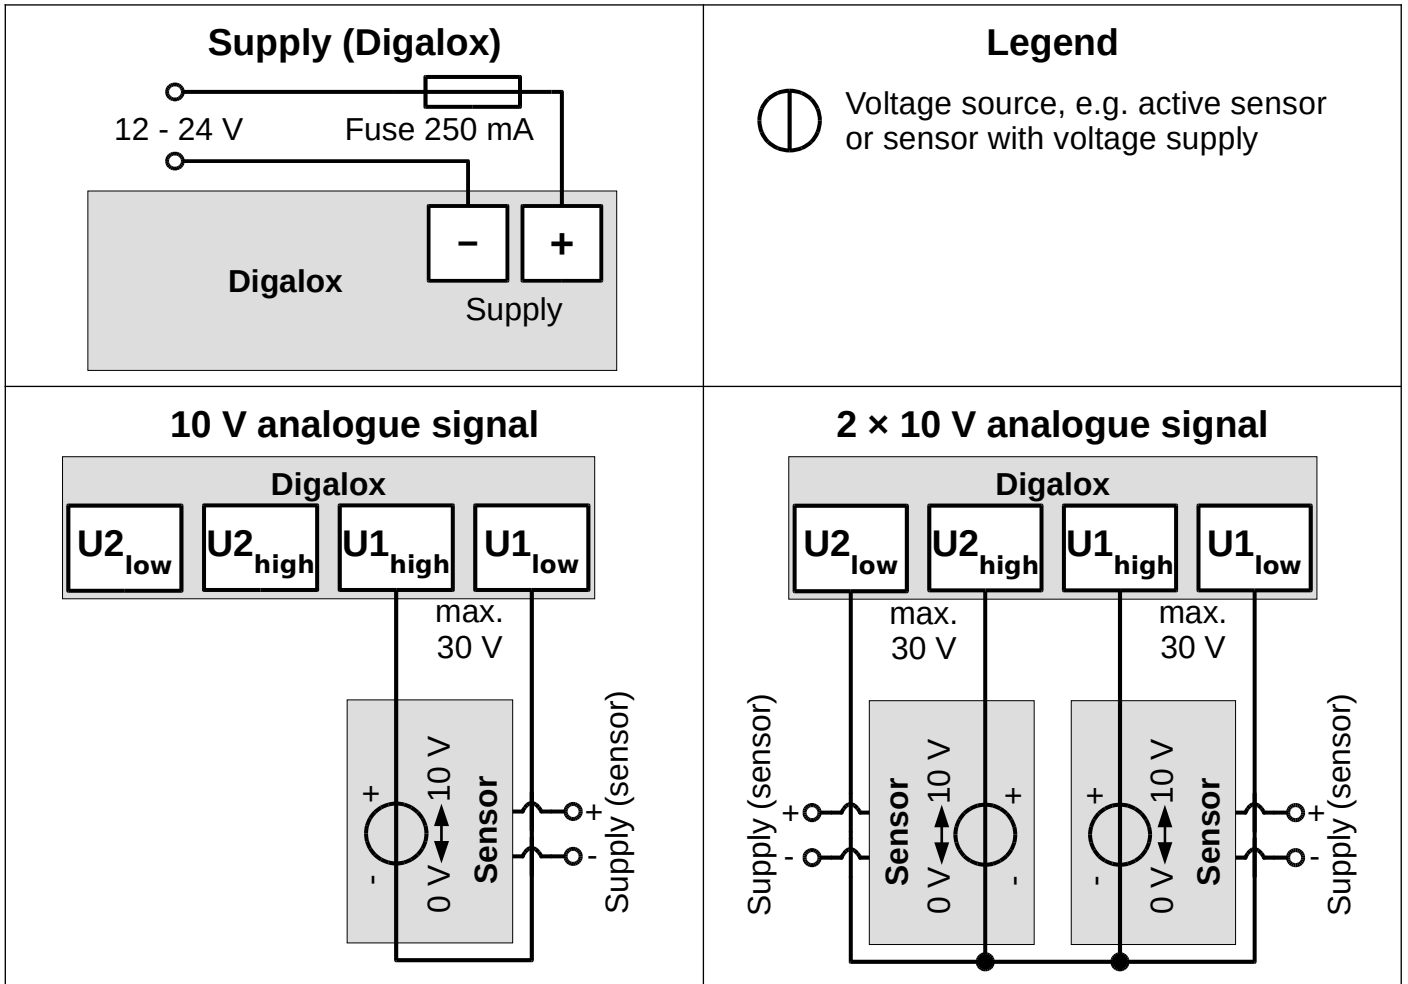 Supply (Digalox)
12 - 24 V
Fuse 250 mA
− +
Digalox
Supply
Legend
Voltage source, e.g. active sensor
or sensor with voltage supply
10 V analogue signal
Digalox
U2low U2high U1high U1low
max.
30 V
+
-
0 V
10 V
Sensor
+
-
Supply (sensor)
2 × 10 V analogue signal
Digalox
U2low U2high U1high U1low
max.
30 V
max.
30 V
Supply (sensor)
+
-
Sensor
0 V
10 V
+
-
+
-
0 V
10 V
Sensor
+
-
Supply (sensor)